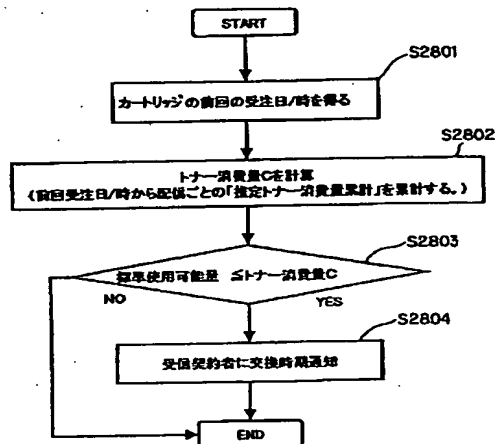 START
S2801
カートリッジの前回の受注日/時を得る
S2802
トナー消費量Cを計算
(前回受注日/時から配信ごとの「推定トナー消費量累計」を累計する。)
S2803
標準使用可能量 ≦トナー消費量C
NO
YES
S2804
受信契約者に交換時期通知
END